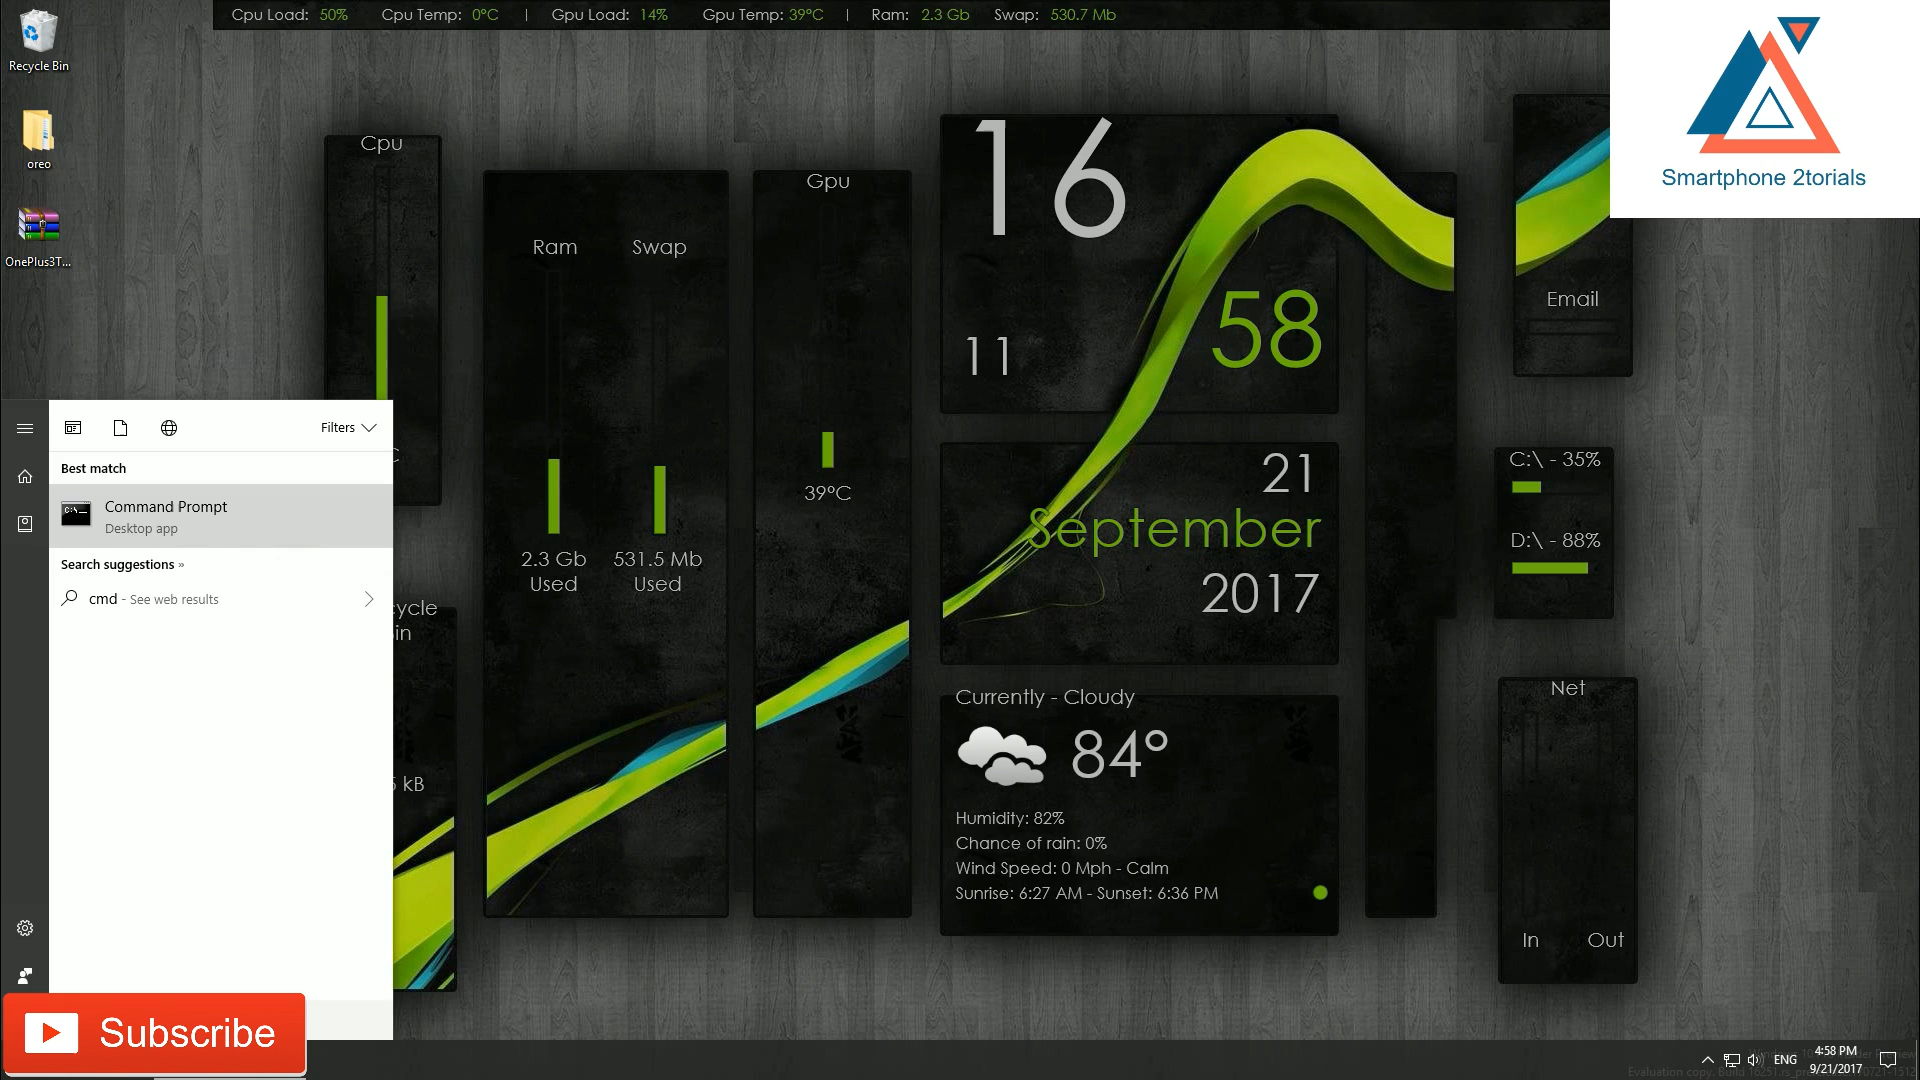 Cpu Load: 50% Cpu Temp: 0°C | Gpu Load: 14% Gpu Temp: 39°C | Ram: 2.3 Gb Swap: 530.7 Mb
Recycle Bin
oreo
OnePlus3T...
Smartphone 2torials
Cpu
Ram
Swap
2.3 Gb
Used
531.5 Mb
Used
Gpu
39°C
16
58
11
21
September
2017
Currently - Cloudy
84°
Humidity: 82%
Chance of rain: 0%
Wind Speed: 0 Mph - Calm
Sunrise: 6:27 AM - Sunset: 6:36 PM
Email
C:\ - 35%
D:\ - 88%
Net
In Out
Filters
Best match
Command Prompt
Desktop app
Search suggestions »
cmd - See web results
C
ycle
in
kB
Subscribe
ENG
4:58 PM
9/21/2017
Evaluation copy. Build